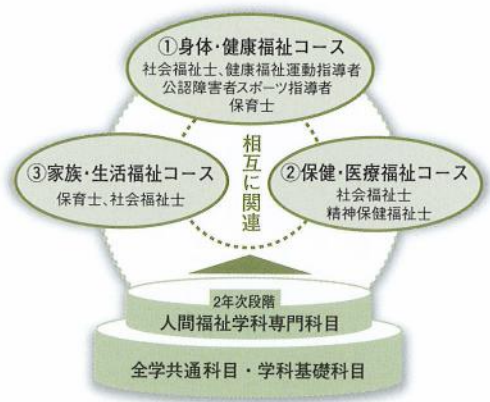 ①身体・健康福祉コース
社会福祉士、健康福祉運動指導者
公認障害者スポーツ指導者
保育士
相互に関連
③家族・生活福祉コース
保育士、社会福祉士
②保健・医療福祉コース
社会福祉士
精神保健福祉士
2年次段階
人間福祉学科専門科目
全学共通科目・学科基礎科目